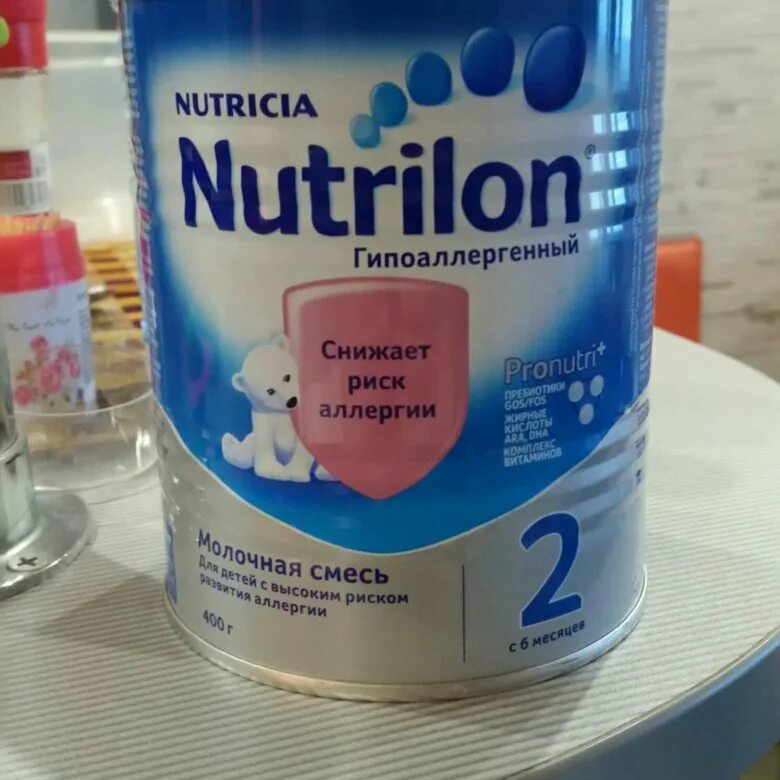 NUTRICIA
Nutrilon®
Гипоаллергенный
Снижает
риск
аллергии
Pronutri+
ПРЕБИОТИКИ
GOS/FOS
ЖИРНЫЕ
КИСЛОТЫ
ARA, DHA
КОМПЛЕКС
ВИТАМИНОВ
Молочная смесь
Для детей с высоким риском
развития аллергии
400 г
2
с 6 месяцев